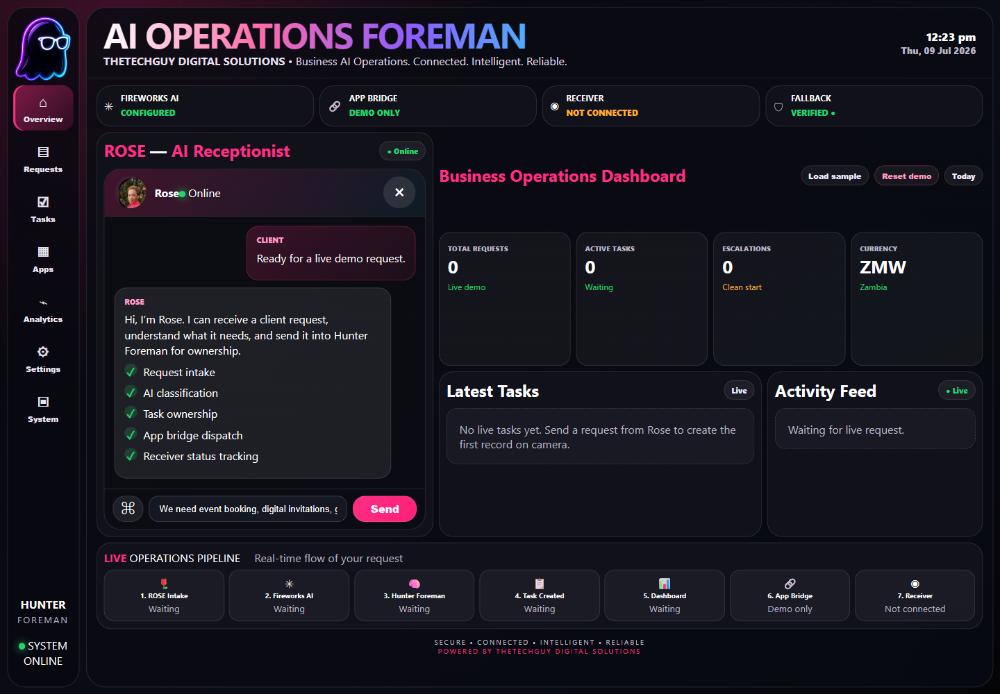 AI OPERATIONS FOREMAN
THETECHGUY DIGITAL SOLUTIONS • Business AI Operations. Connected. Intelligent. Reliable.
12:23 pm
Thu, 09 Jul 2026
Overview
Requests
Tasks
Apps
Analytics
Settings
System
HUNTER
FOREMAN
SYSTEM
ONLINE
FIREWORKS AI
CONFIGURED
APP BRIDGE
DEMO ONLY
RECEIVER
NOT CONNECTED
FALLBACK
VERIFIED •
ROSE — AI Receptionist
• Online
Rose Online
✕
CLIENT
Ready for a live demo request.
ROSE
Hi, I'm Rose. I can receive a client request,
understand what it needs, and send it into Hunter
Foreman for ownership.
✓ Request intake
✓ AI classification
✓ Task ownership
✓ App bridge dispatch
✓ Receiver status tracking
⌘
We need event booking, digital invitations,
Send
Business Operations Dashboard
Load sample
Reset demo
Today
TOTAL REQUESTS
0
Live demo
ACTIVE TASKS
0
Waiting
ESCALATIONS
0
Clean start
CURRENCY
ZMW
Zambia
Latest Tasks
Live
No live tasks yet. Send a request from Rose to create the
first record on camera.
Activity Feed
• Live
Waiting for live request.
LIVE OPERATIONS PIPELINE Real-time flow of your request
1. ROSE Intake
Waiting
2. Fireworks AI
Waiting
3. Hunter Foreman
Waiting
4. Task Created
Waiting
5. Dashboard
Waiting
6. App Bridge
Demo only
7. Receiver
Not connected
SECURE • CONNECTED • INTELLIGENT • RELIABLE
POWERED BY THETECHGUY DIGITAL SOLUTIONS